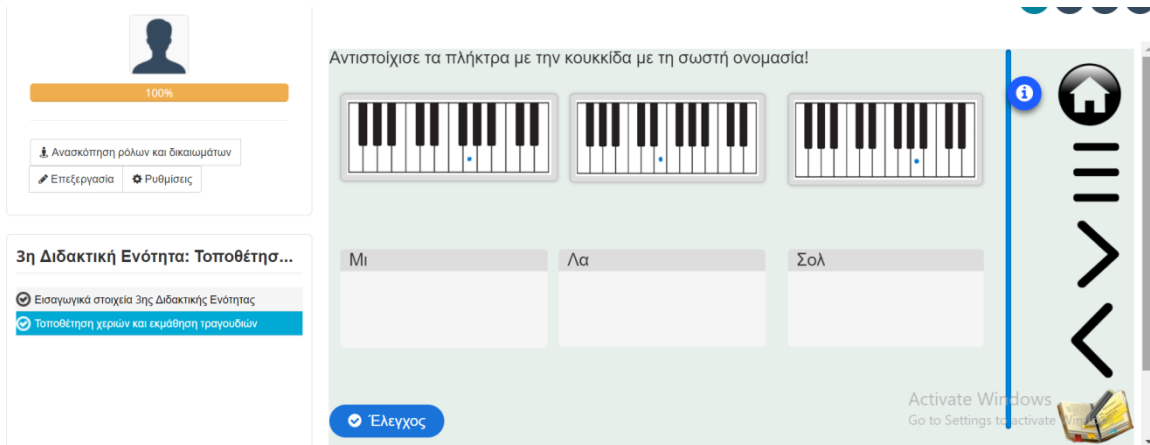 100%
Ανασκόπηση ρόλων και δικαιωμάτων
Επεξεργασία
Ρυθμίσεις
3η Διδακτική Ενότητα: Τοποθέτησ...
Εισαγωγικά στοιχεία 3ης Διδακτικής Ενότητας
Τοποθέτηση χεριών και εκμάθηση τραγουδιών
Αντιστοίχισε τα πλήκτρα με την κουκκίδα με τη σωστή ονομασία!
Μι
Λα
Σολ
Έλεγχος
Activate Windows
Go to Settings to activate Windows